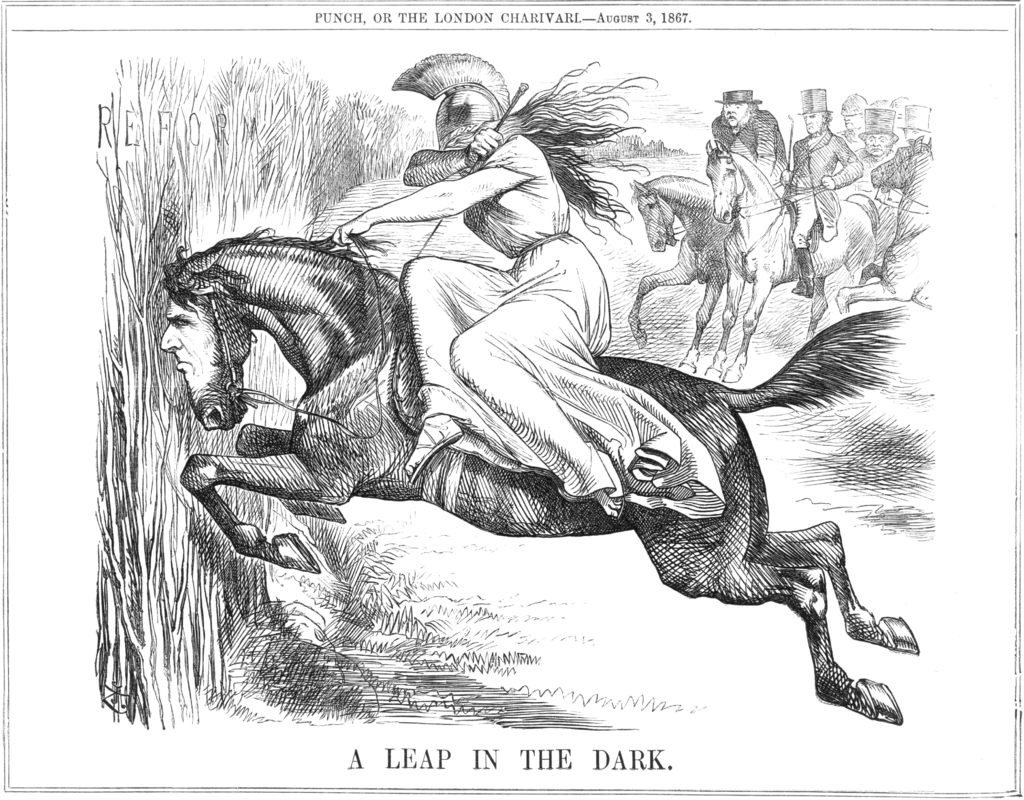 PUNCH, OR THE LONDON CHARIVARI.—AUGUST 3, 1867.
REFORM
A LEAP IN THE DARK.